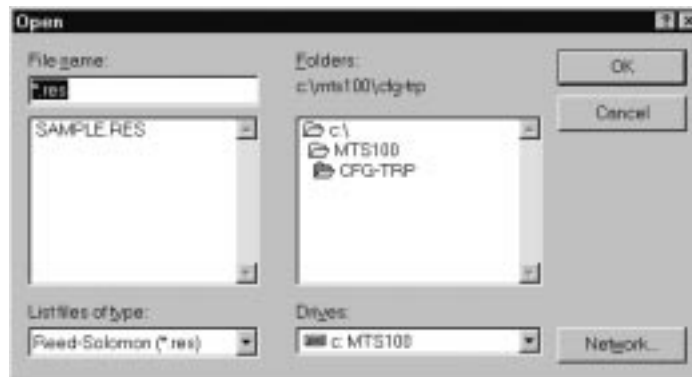 Open
File name:
*.res
SAMPLE.RES
List files of type:
Reed-Solomon (*.res)
Folders:
c:\mts100\cfg-trp
c:\
MTS100
CFG-TRP
Drives:
c: MTS100
OK
Cancel
Network...